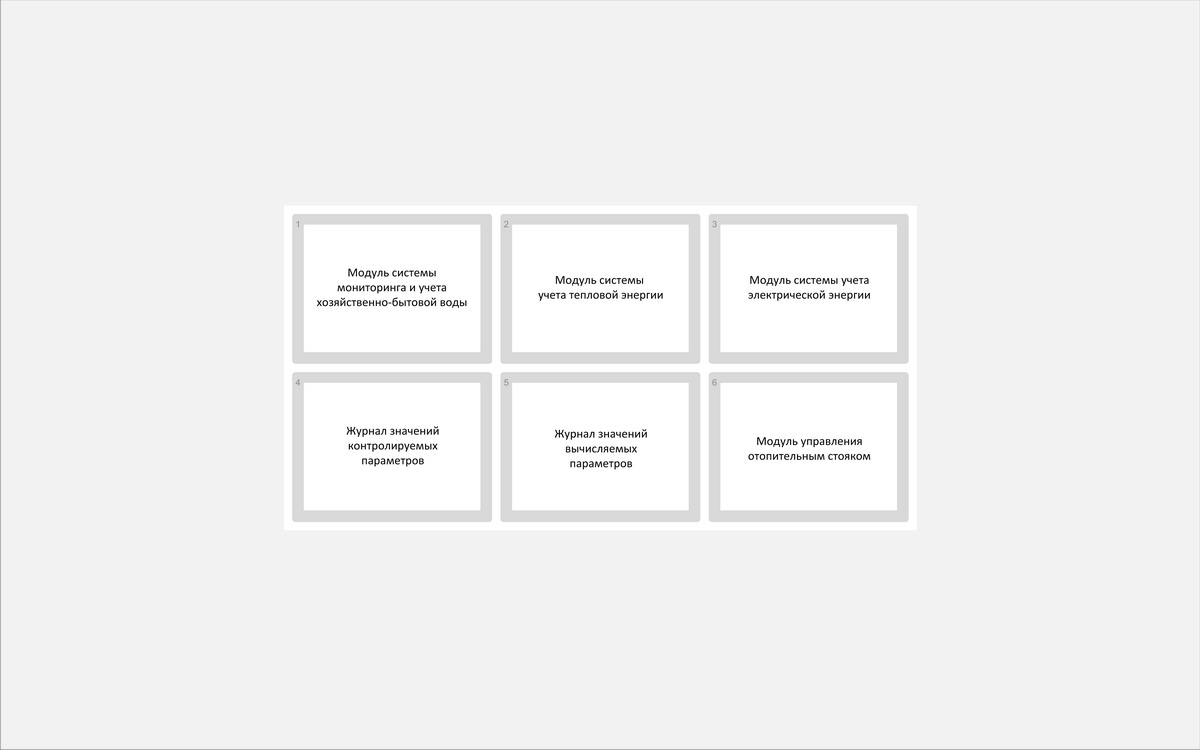 1
Модуль системы
мониторинга и учета
хозяйственно-бытовой воды
2
Модуль системы
учета тепловой энергии
3
Модуль системы учета
электрической энергии
4
Журнал значений
контролируемых
параметров
5
Журнал значений
вычисляемых
параметров
6
Модуль управления
отопительным стояком